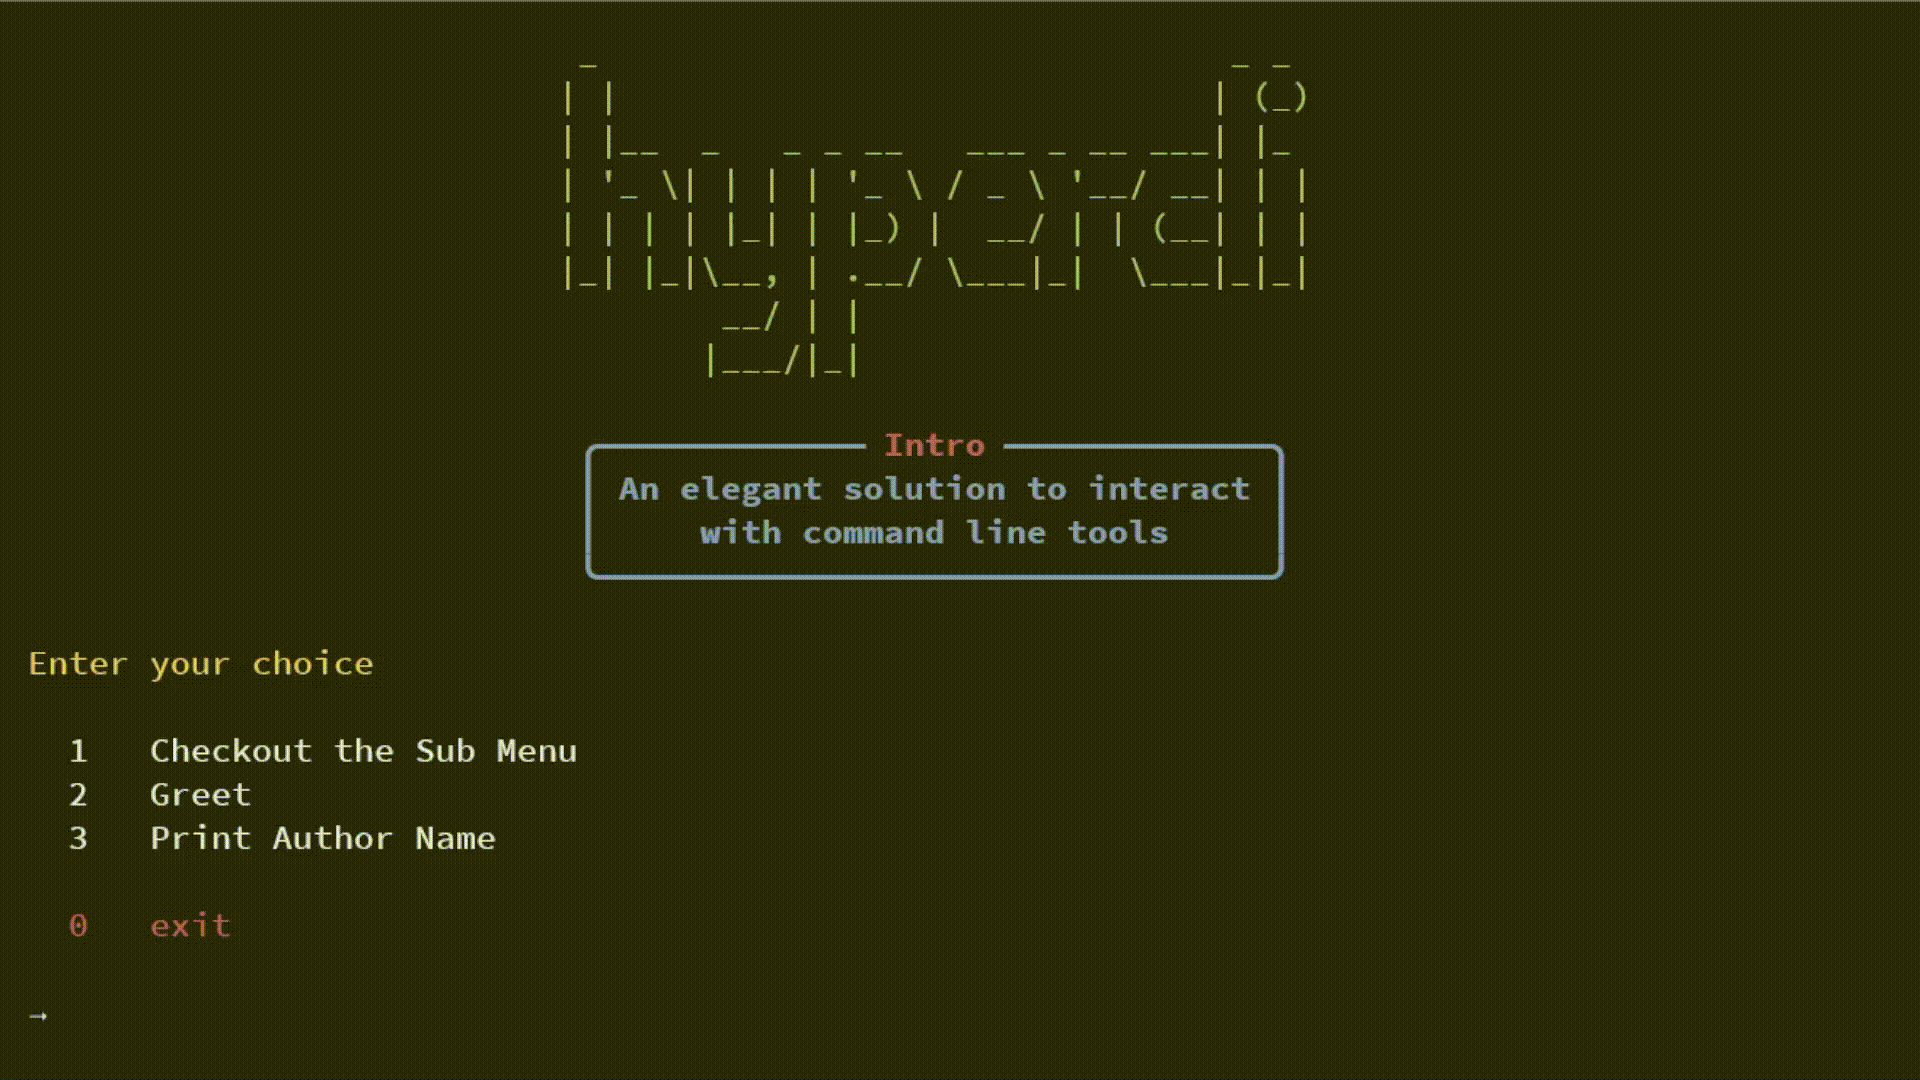 hypercli
Intro
An elegant solution to interact
with command line tools
Enter your choice
1 Checkout the Sub Menu
2 Greet
3 Print Author Name
0 exit
→